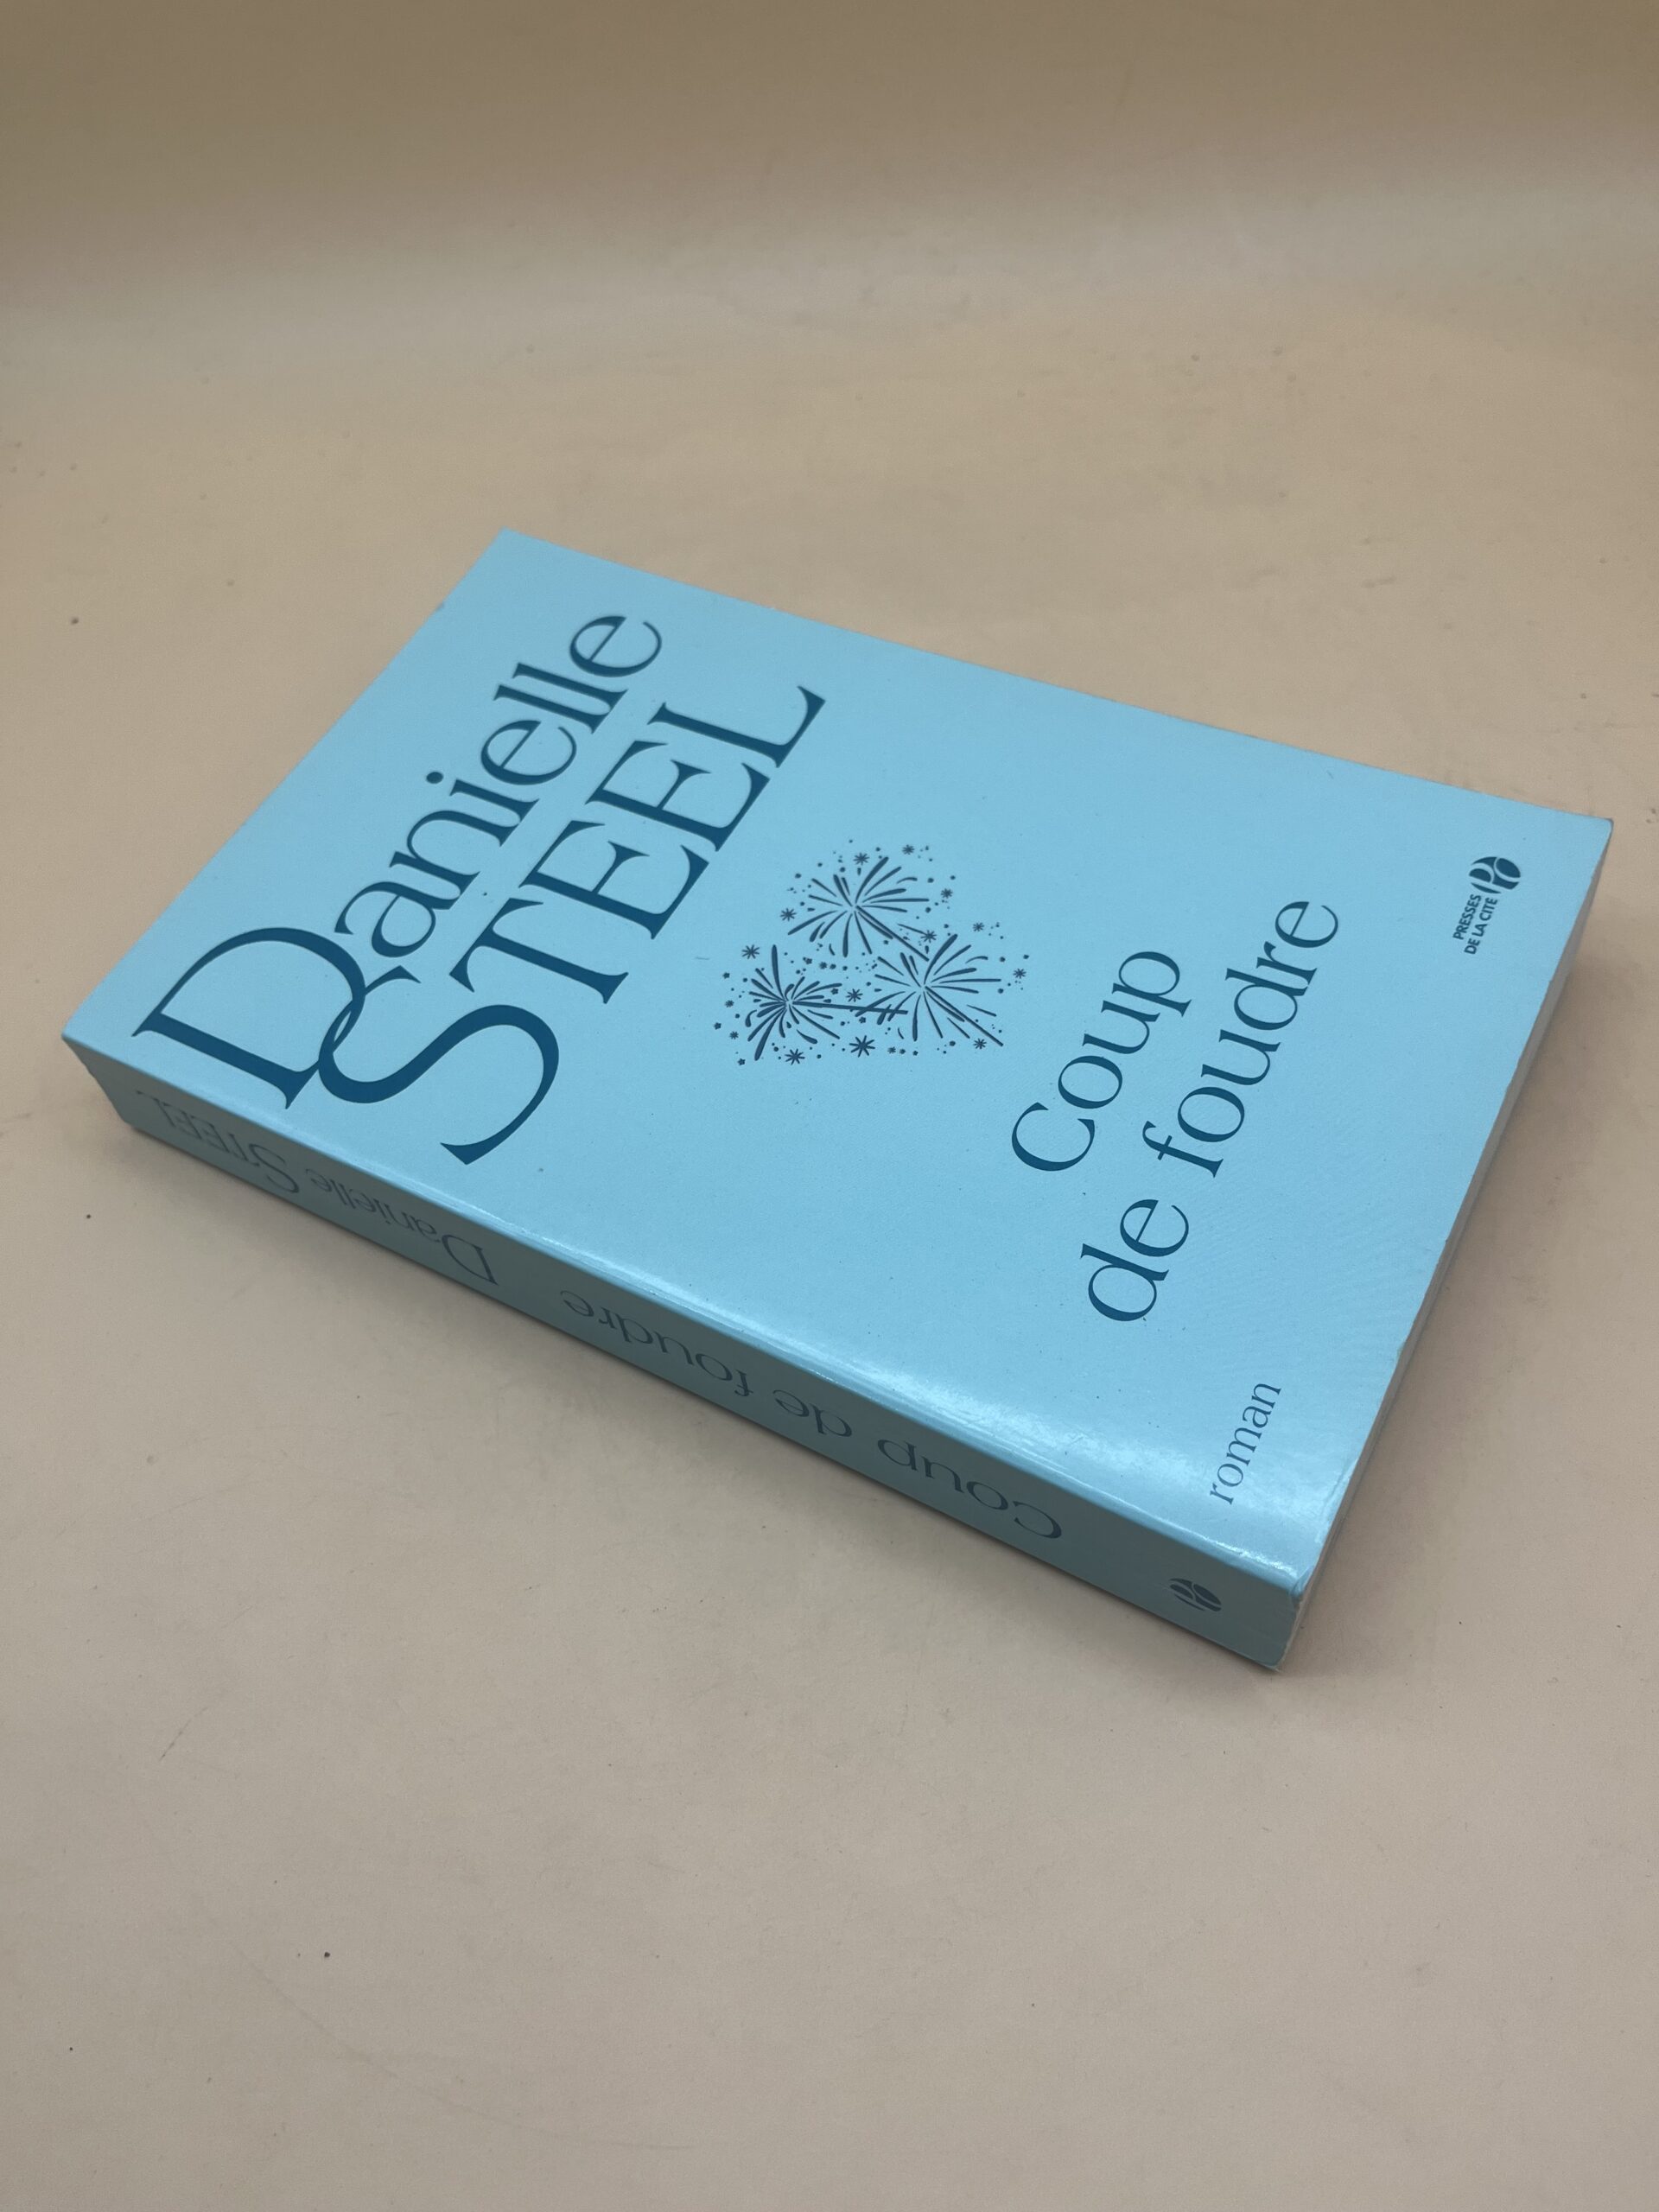 Danielle
STEEL
Coup
de foudre
roman
PRESSES
DE LA CITÉ
Coup de foudre Danielle STEEL